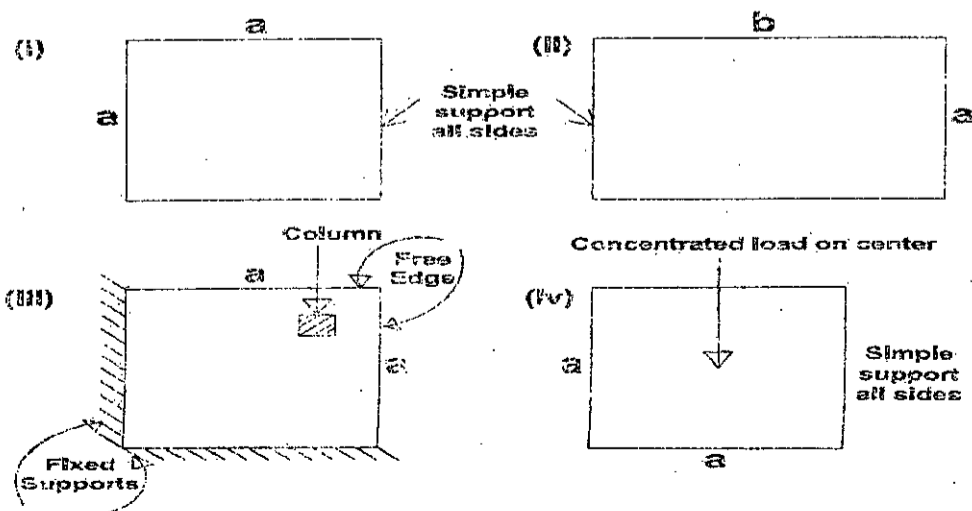 (i)
a
a
Simple
support
all sides
(ii)
b
a
(iii)
Column
a
Free
Edge
a
Fixed
Supports
Concentrated load on center
(iv)
a
a
Simple
support
all sides